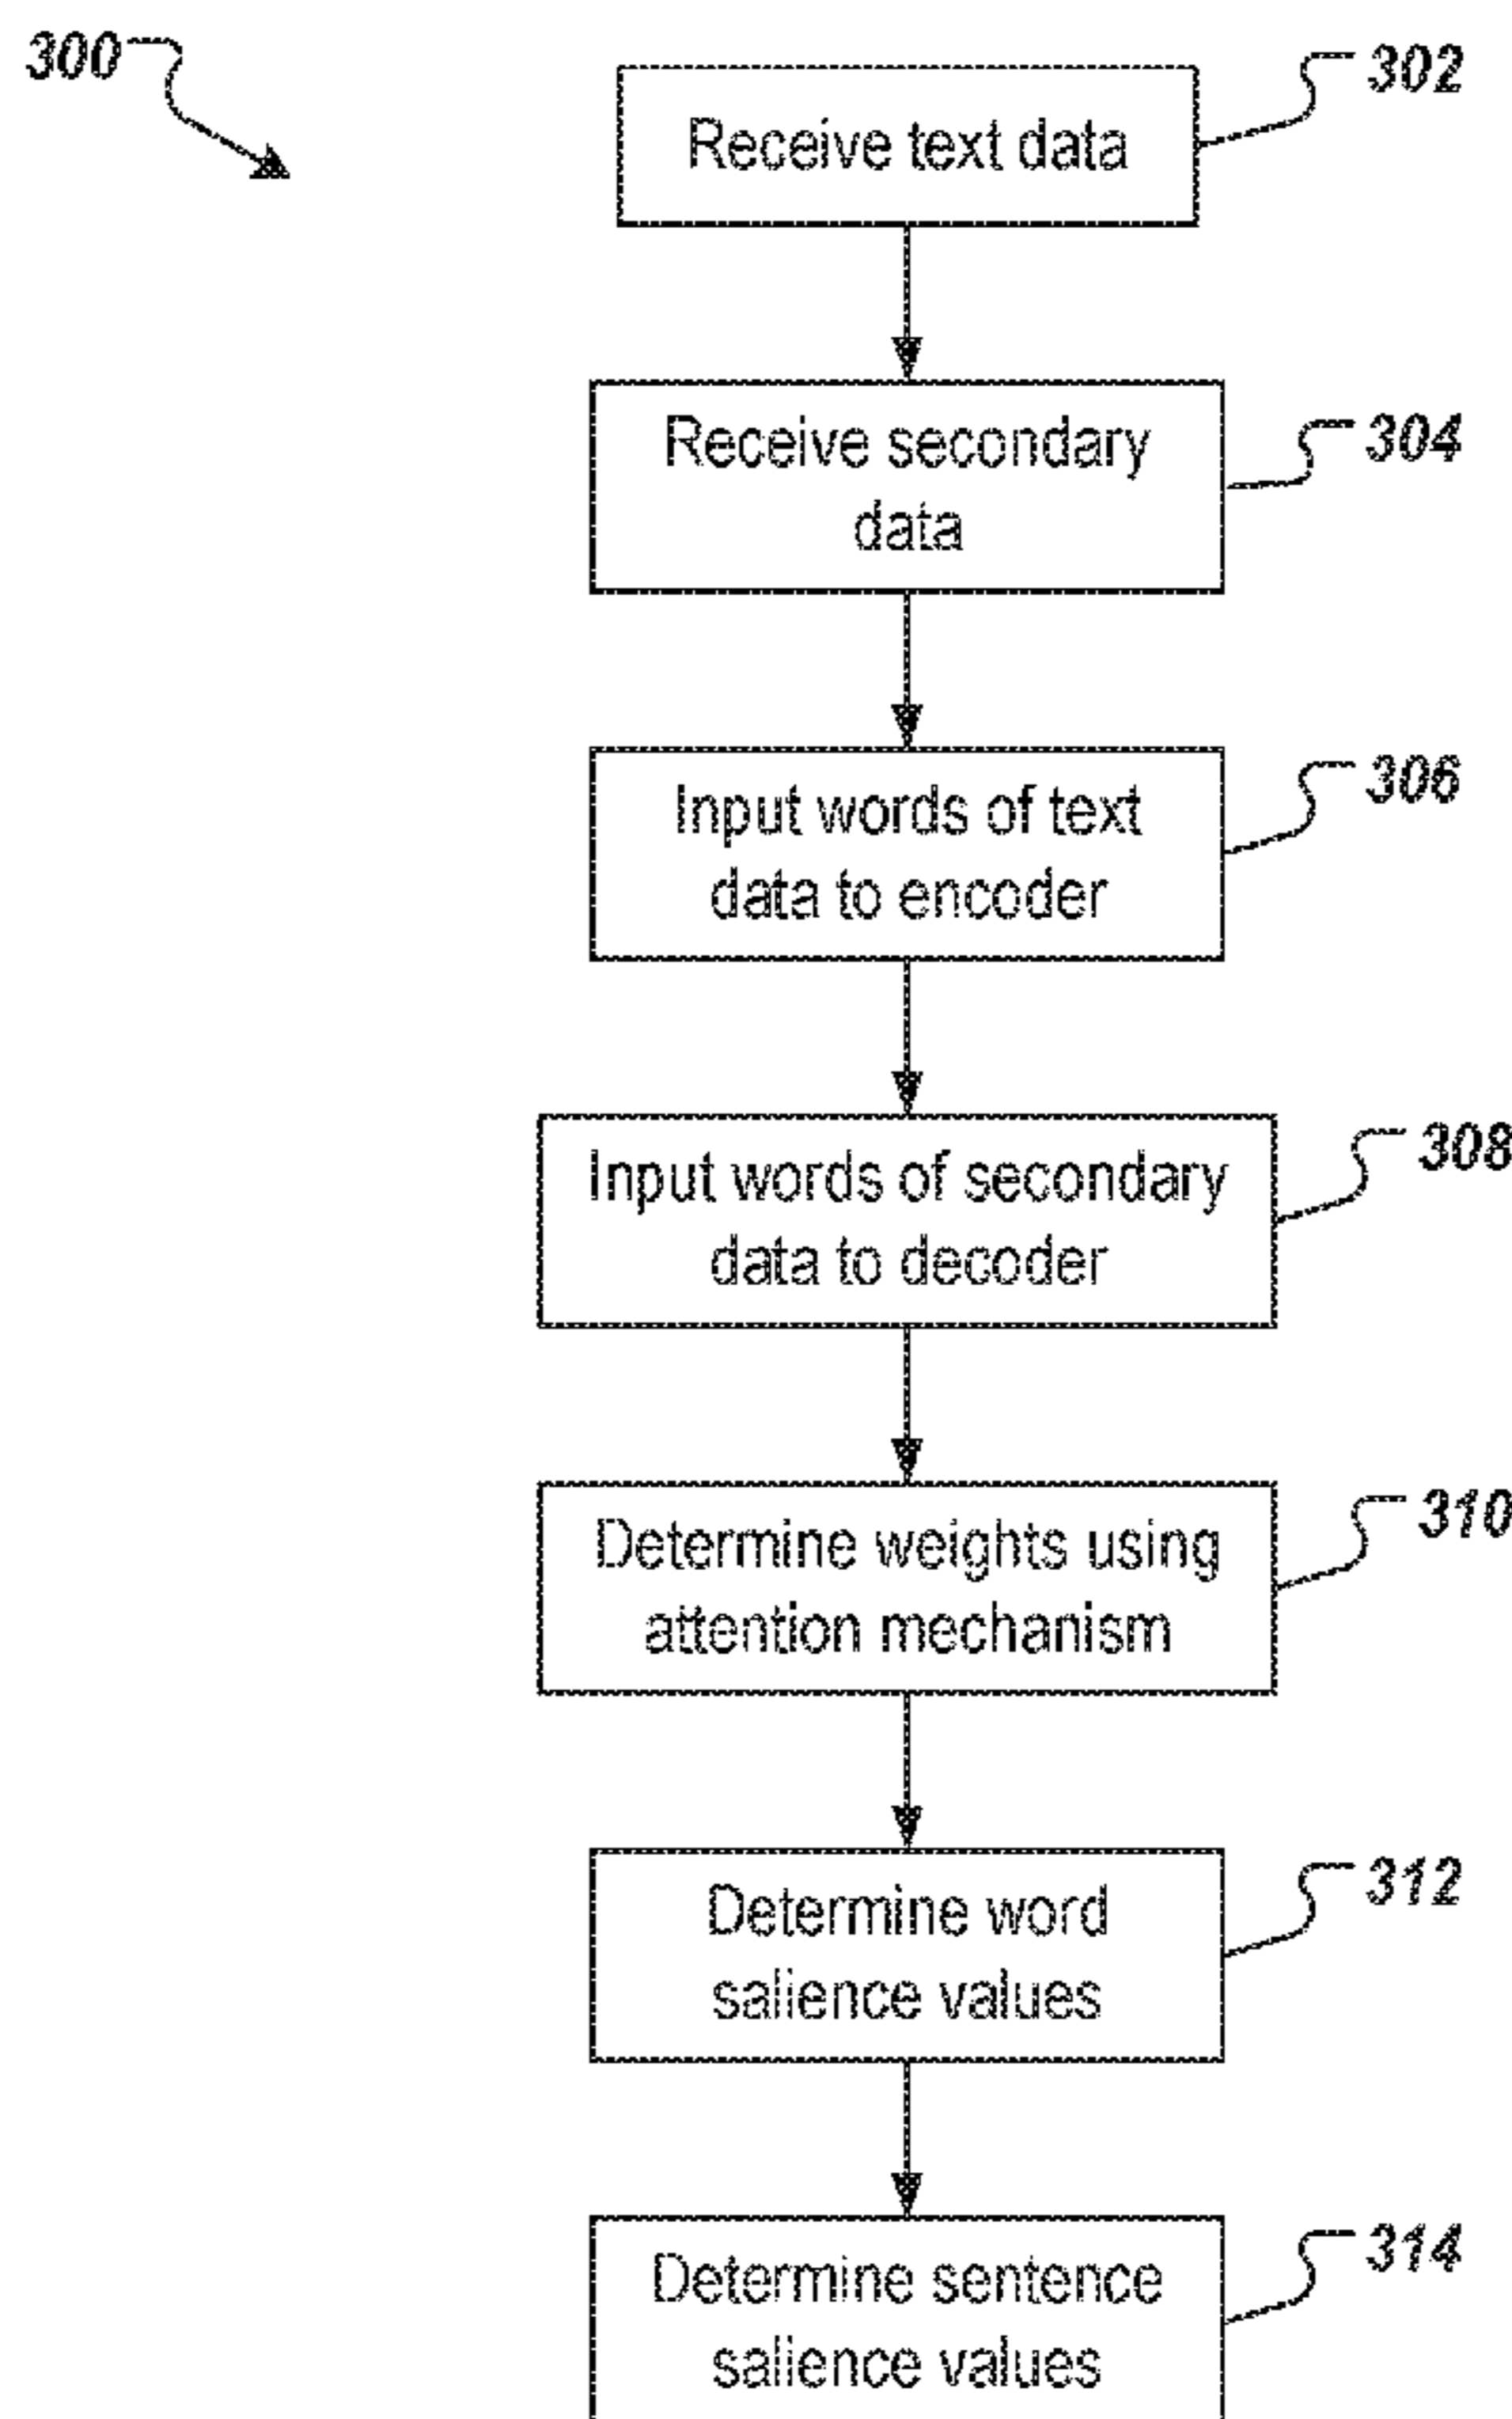 300
302
Receive text data
304
Receive secondary
data
306
Input words of text
data to encoder
308
Input words of secondary
data to decoder
310
Determine weights using
attention mechanism
312
Determine word
salience values
314
Determine sentence
salience values